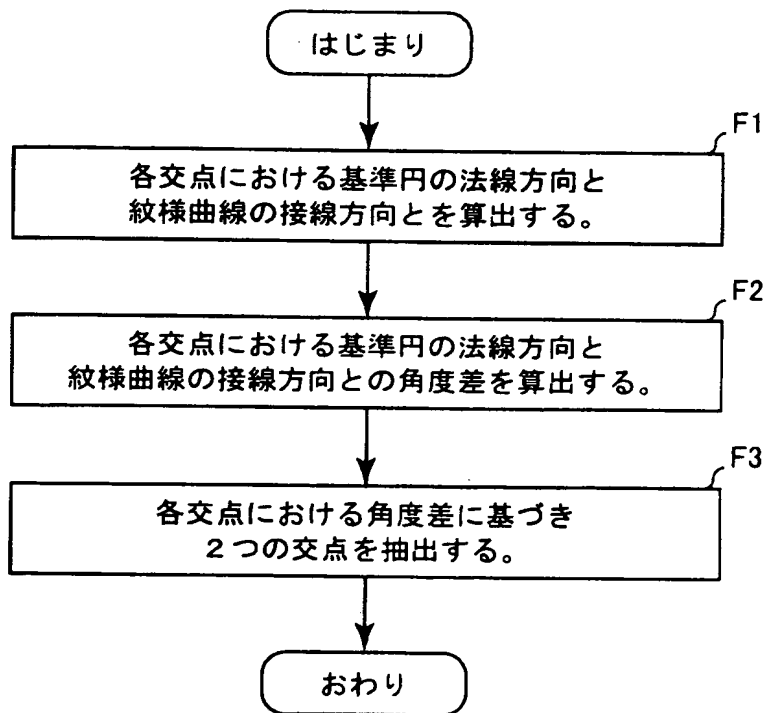 はじまり
F1
各交点における基準円の法線方向と
紋様曲線の接線方向とを算出する。
F2
各交点における基準円の法線方向と
紋様曲線の接線方向との角度差を算出する。
F3
各交点における角度差に基づき
２つの交点を抽出する。
おわり